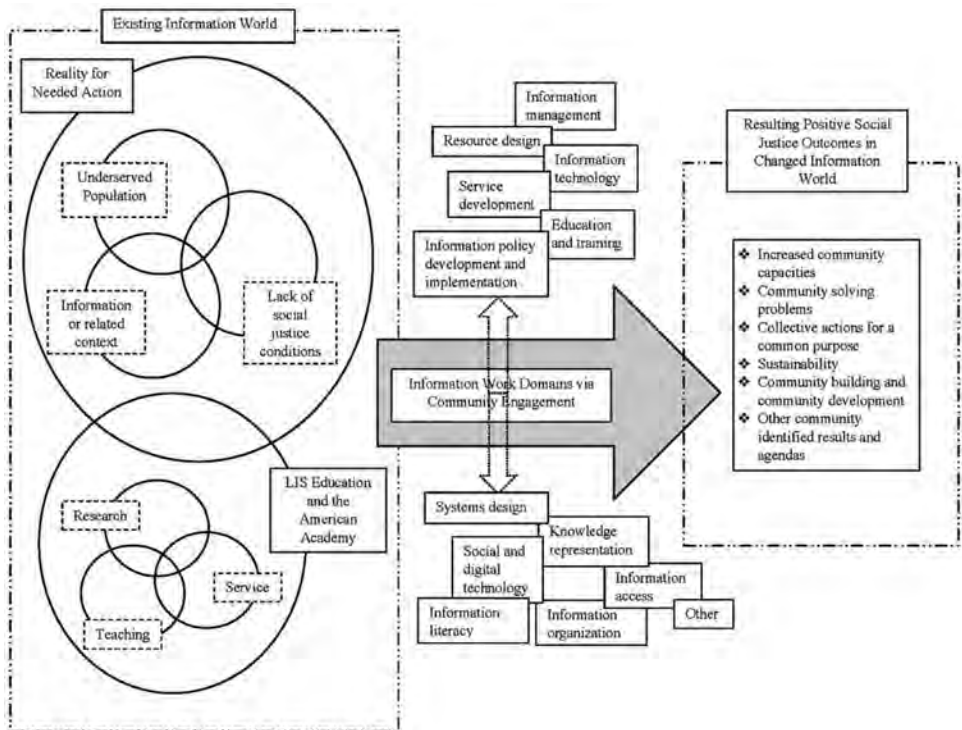 Existing Information World
Reality for
Needed Action
Underserved
Population
Information
or related
context
Lack of
social
justice
conditions
LIS Education
and the
American
Academy
Research
Service
Teaching
Information
management
Resource design
Information
technology
Service
development
Education
and training
Information policy
development and
implementation
Information Work Domains via
Community Engagement
Systems design
Knowledge
representation
Social and
digital
technology
Information
access
Information
literacy
Information
organization
Other
Resulting Positive Social
Justice Outcomes in
Changed Information
World
❖ Increased community
capacities
❖ Community solving
problems
❖ Collective actions for a
common purpose
❖ Sustainability
❖ Community building and
community development
❖ Other community
identified results and
agendas